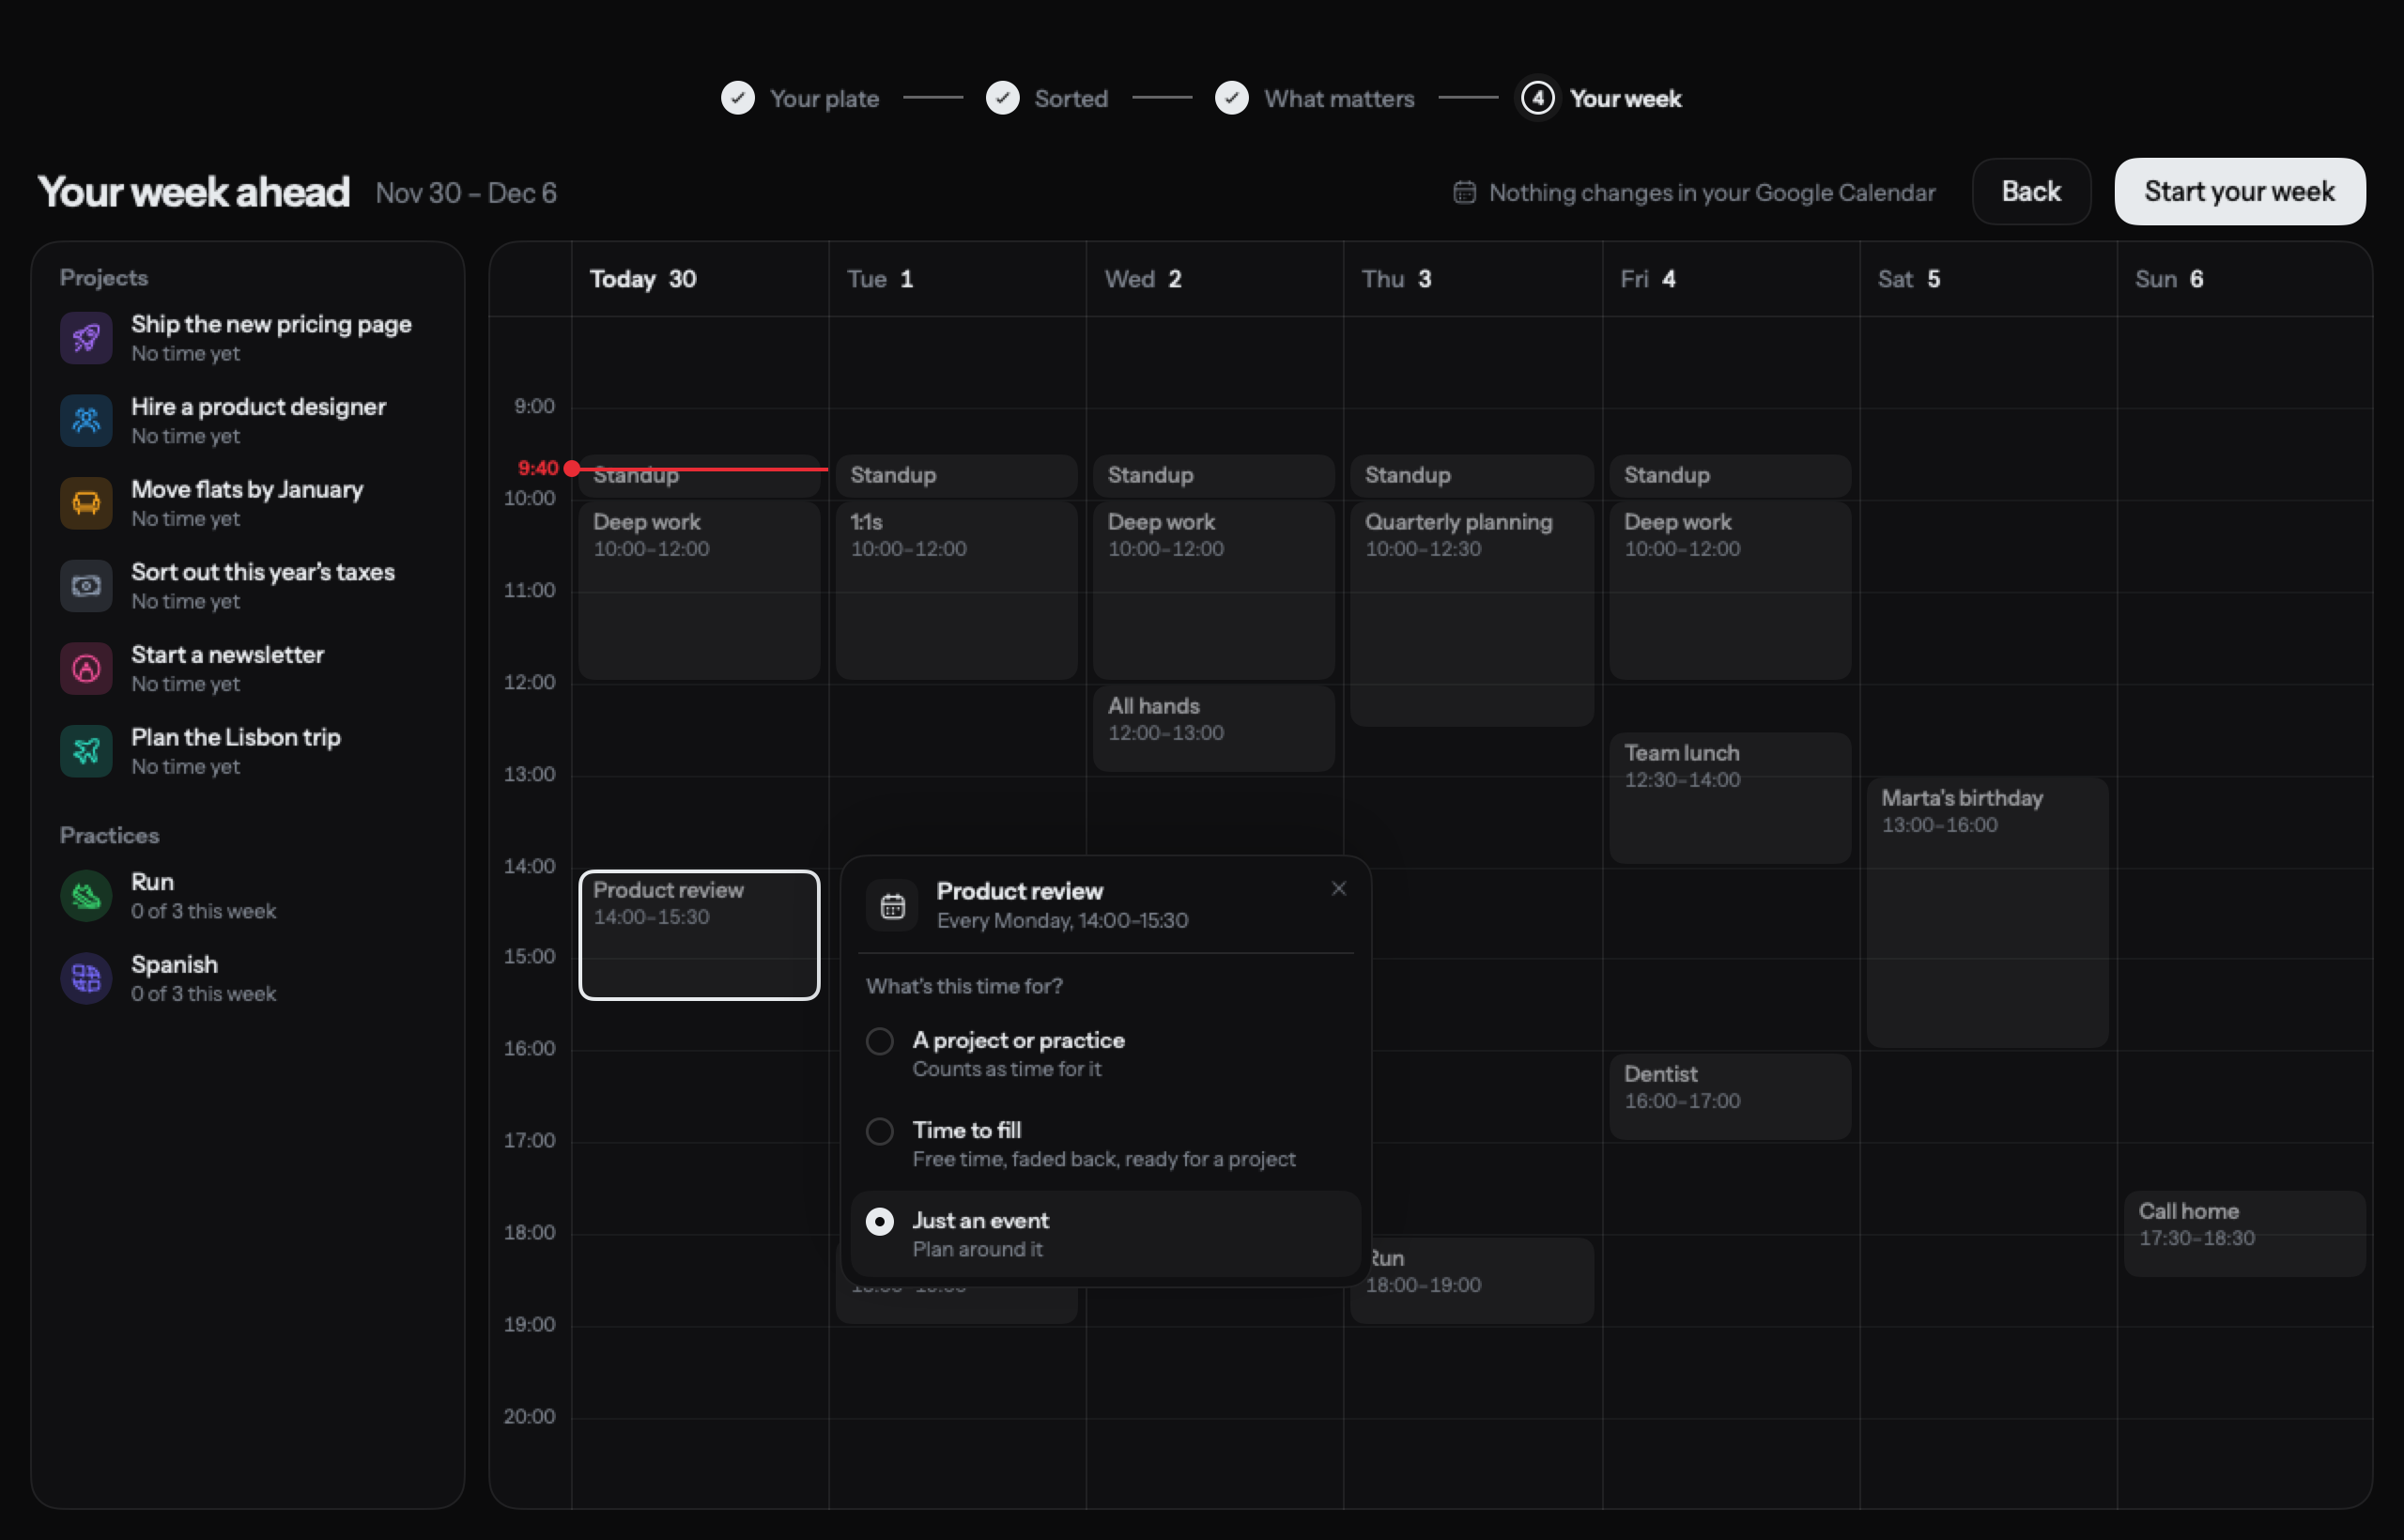 Your plate
Sorted
What matters
4 Your week
Your week ahead Nov 30 – Dec 6
Nothing changes in your Google Calendar
Back
Start your week
Projects
Ship the new pricing page
No time yet
Hire a product designer
No time yet
Move flats by January
No time yet
Sort out this year's taxes
No time yet
Start a newsletter
No time yet
Plan the Lisbon trip
No time yet
Practices
Run
0 of 3 this week
Spanish
0 of 3 this week
Today 30
Tue 1
Wed 2
Thu 3
Fri 4
Sat 5
Sun 6
9:00
9:40
10:00
11:00
12:00
13:00
14:00
15:00
16:00
17:00
18:00
19:00
20:00
Standup
Deep work
10:00–12:00
Product review
14:00–15:30
Standup
1:1s
10:00–12:00
Standup
Deep work
10:00–12:00
All hands
12:00–13:00
Standup
Quarterly planning
10:00–12:30
Run
18:00–19:00
Standup
Deep work
10:00–12:00
Team lunch
12:30–14:00
Dentist
16:00–17:00
Marta's birthday
13:00–16:00
Call home
17:30–18:30
Product review
Every Monday, 14:00–15:30
What's this time for?
A project or practice
Counts as time for it
Time to fill
Free time, faded back, ready for a project
Just an event
Plan around it